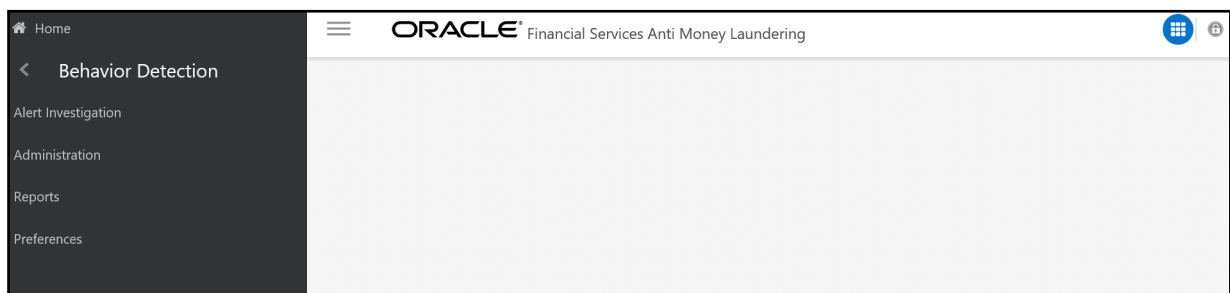 Home
Behavior Detection
Alert Investigation
Administration
Reports
Preferences
ORACLE® Financial Services Anti Money Laundering